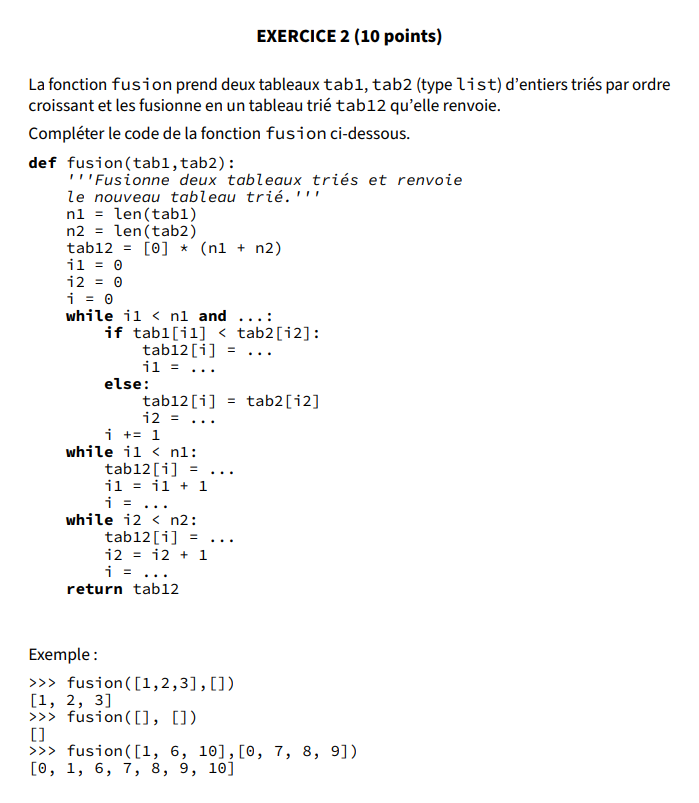 EXERCICE 2 (10 points)
La fonction fusion prend deux tableaux tab1, tab2 (type list) d’entiers triés par ordre
croissant et les fusionne en un tableau trié tab12 qu’elle renvoie.
Compléter le code de la fonction fusion ci-dessous.
def fusion(tab1,tab2):
    '''Fusionne deux tableaux triés et renvoie
    le nouveau tableau trié.'''
    n1 = len(tab1)
    n2 = len(tab2)
    tab12 = [0] * (n1 + n2)
    i1 = 0
    i2 = 0
    i = 0
    while i1 < n1 and ...:
        if tab1[i1] < tab2[i2]:
            tab12[i] = ...
            i1 = ...
        else:
            tab12[i] = tab2[i2]
            i2 = ...
        i += 1
    while i1 < n1:
        tab12[i] = ...
        i1 = i1 + 1
        i = ...
    while i2 < n2:
        tab12[i] = ...
        i2 = i2 + 1
        i = ...
    return tab12
Exemple :
>>> fusion([1,2,3],[])
[1, 2, 3]
>>> fusion([], [])
[]
>>> fusion([1, 6, 10],[0, 7, 8, 9])
[0, 1, 6, 7, 8, 9, 10]